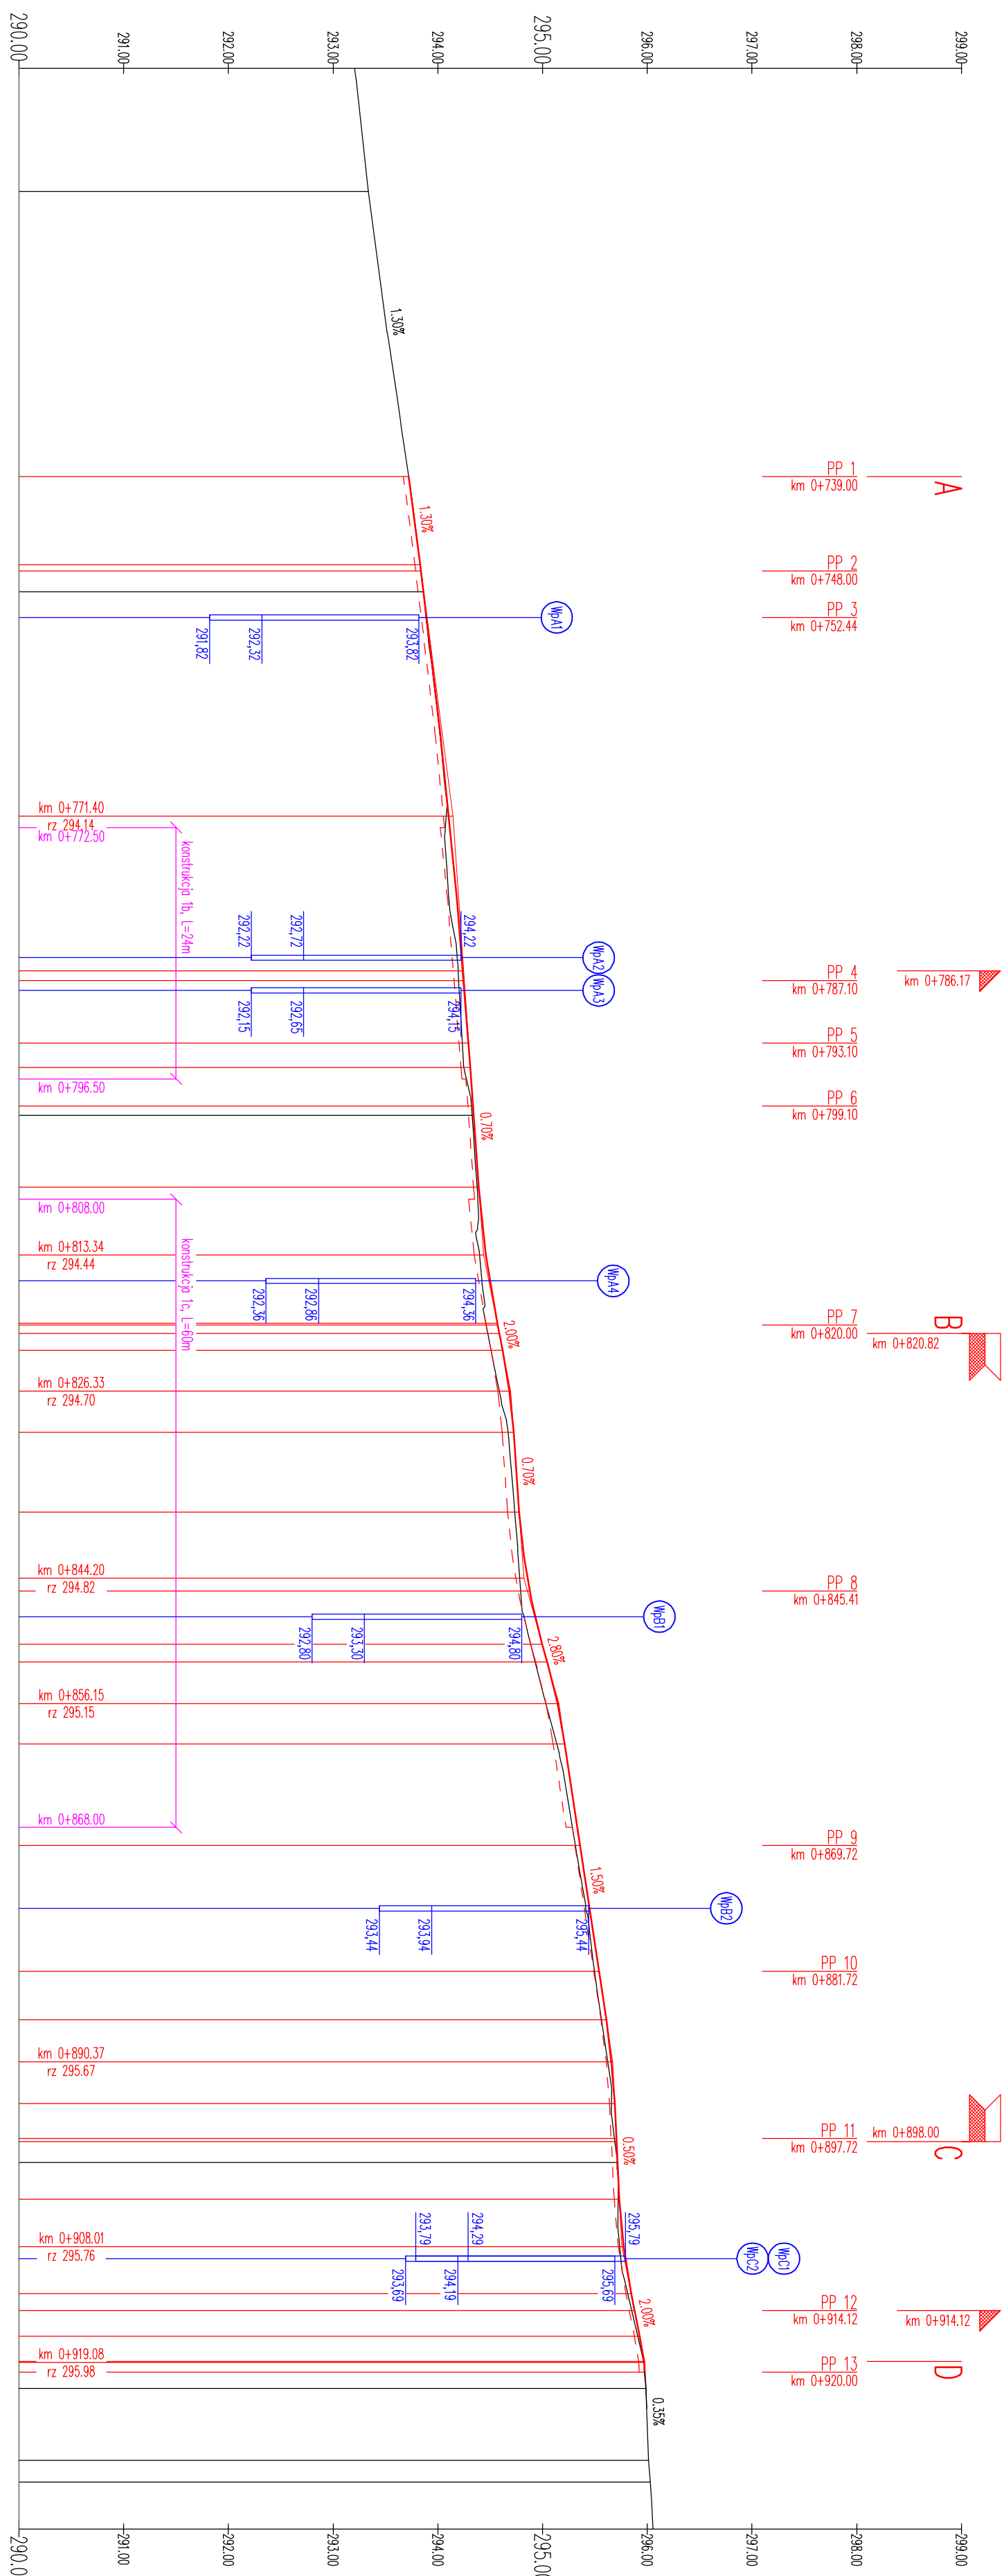 290.00
291.00
292.00
293.00
294.00
295.00
296.00
297.00
298.00
299.00
1.30%
PP 1
km 0+739.00
A
1.30%
PP 2
km 0+748.00
PP 3
km 0+752.44
WpA1
293,82
292,32
291,82
km 0+771.40
rz 294.14
km 0+772.50
konstrukcja 1b, L=24m
292,22
292,72
294,22
WpA2
WpA3
292,15
292,65
294,15
PP 4
km 0+787.10
km 0+786.17
PP 5
km 0+793.10
km 0+796.50
PP 6
km 0+799.10
0.70%
km 0+808.00
km 0+813.34
rz 294.44
konstrukcja 1c, L=60m
WpA4
292,36
292,86
294,36
PP 7
km 0+820.00
B
km 0+820.82
2.00%
km 0+826.33
rz 294.70
0.70%
km 0+844.20
rz 294.82
PP 8
km 0+845.41
WpB1
292,80
293,30
294,80
2.80%
km 0+856.15
rz 295.15
km 0+868.00
PP 9
km 0+869.72
1.50%
WpB2
293,44
293,94
295,44
PP 10
km 0+881.72
km 0+890.37
rz 295.67
PP 11
km 0+897.72
km 0+898.00
C
0.50%
km 0+908.01
rz 295.76
293,79
294,29
295,79
WpC1
WpC2
293,69
294,19
295,69
2.00%
PP 12
km 0+914.12
km 0+914.12
km 0+919.08
rz 295.98
PP 13
km 0+920.00
D
0.35%
290.0
291.00
292.00
293.00
294.00
295.00
296.00
297.00
298.00
299.00